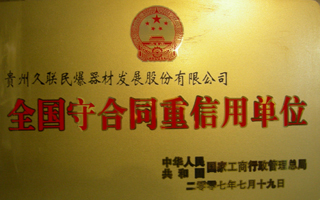 贵州久联民爆器材发展股份有限公司
全国守合同重信用单位
中华人民
共和国
国家工商行政管理总局
二〇〇七年七月十九日